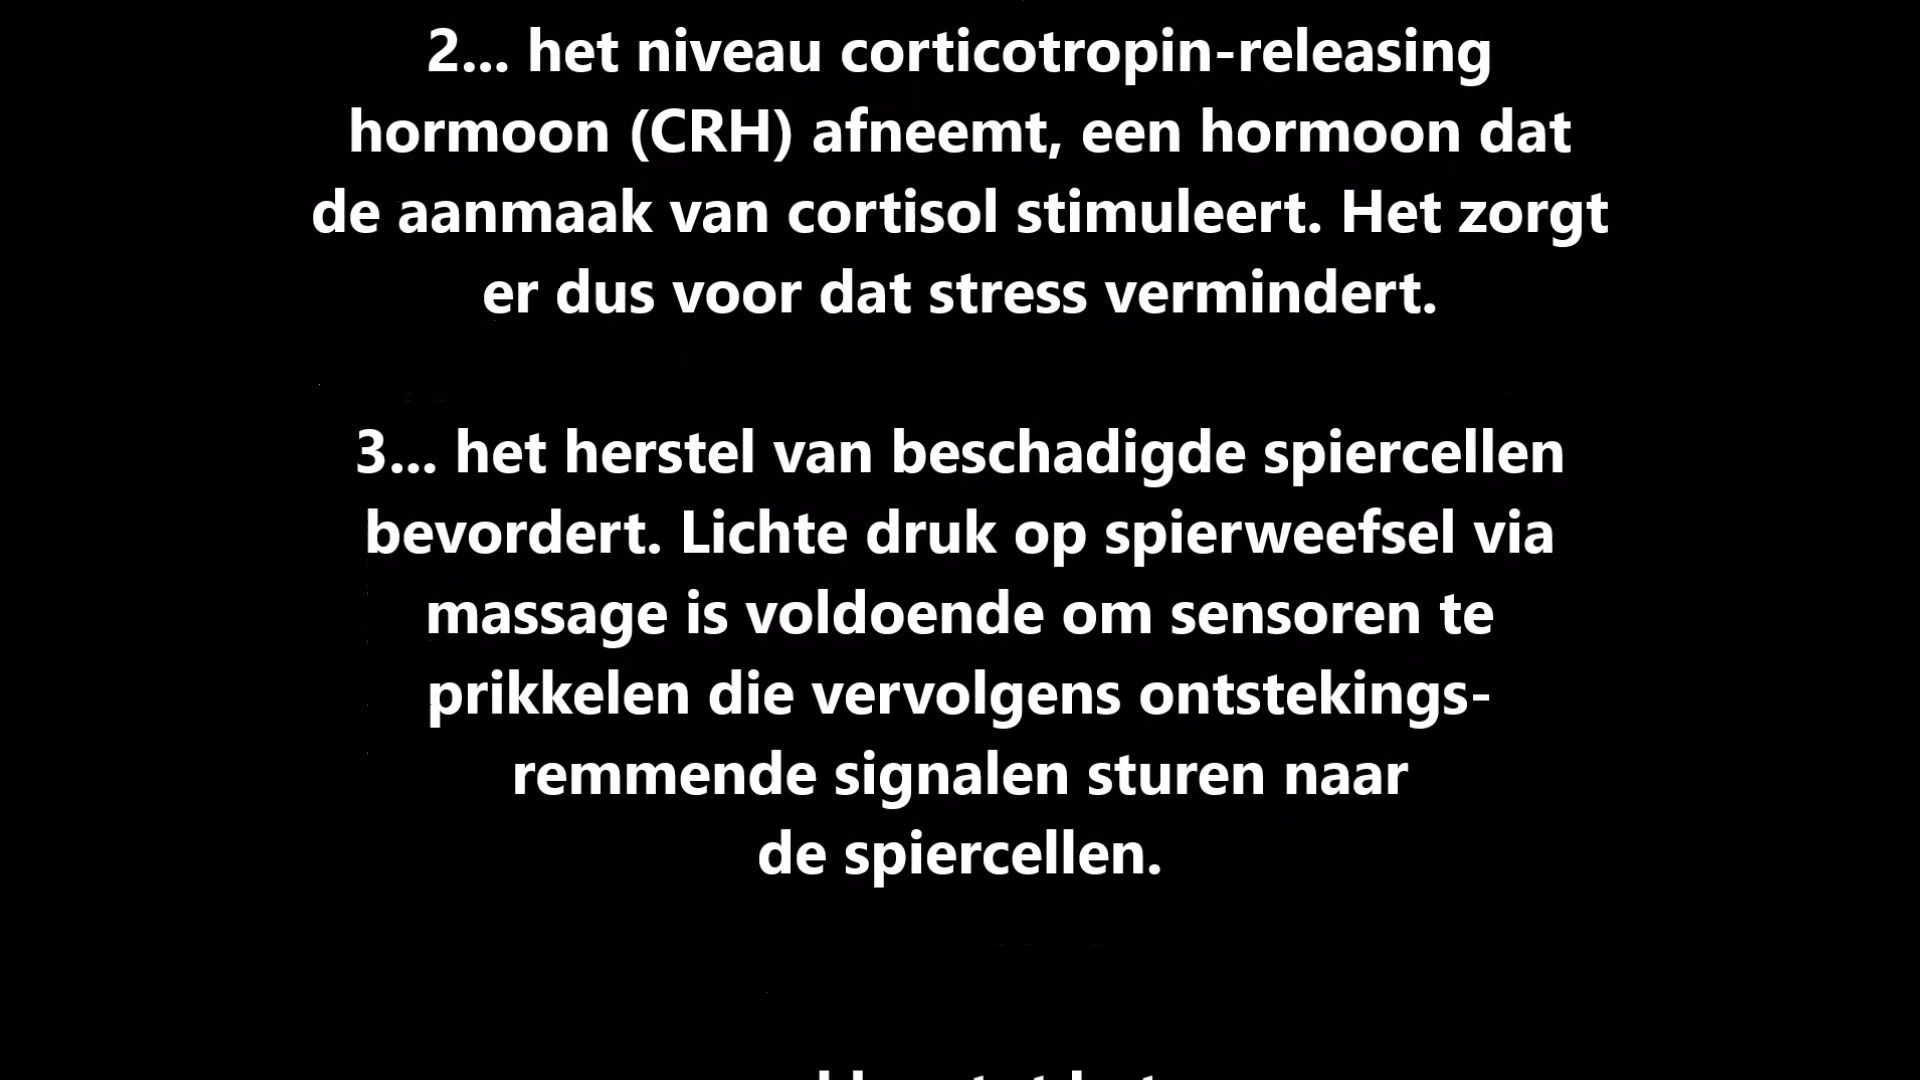 2... het niveau corticotropin-releasing
hormoon (CRH) afneemt, een hormoon dat
de aanmaak van cortisol stimuleert. Het zorgt
er dus voor dat stress vermindert.
3... het herstel van beschadigde spiercellen
bevordert. Lichte druk op spierweefsel via
massage is voldoende om sensoren te
prikkelen die vervolgens ontstekings-
remmende signalen sturen naar
de spiercellen.